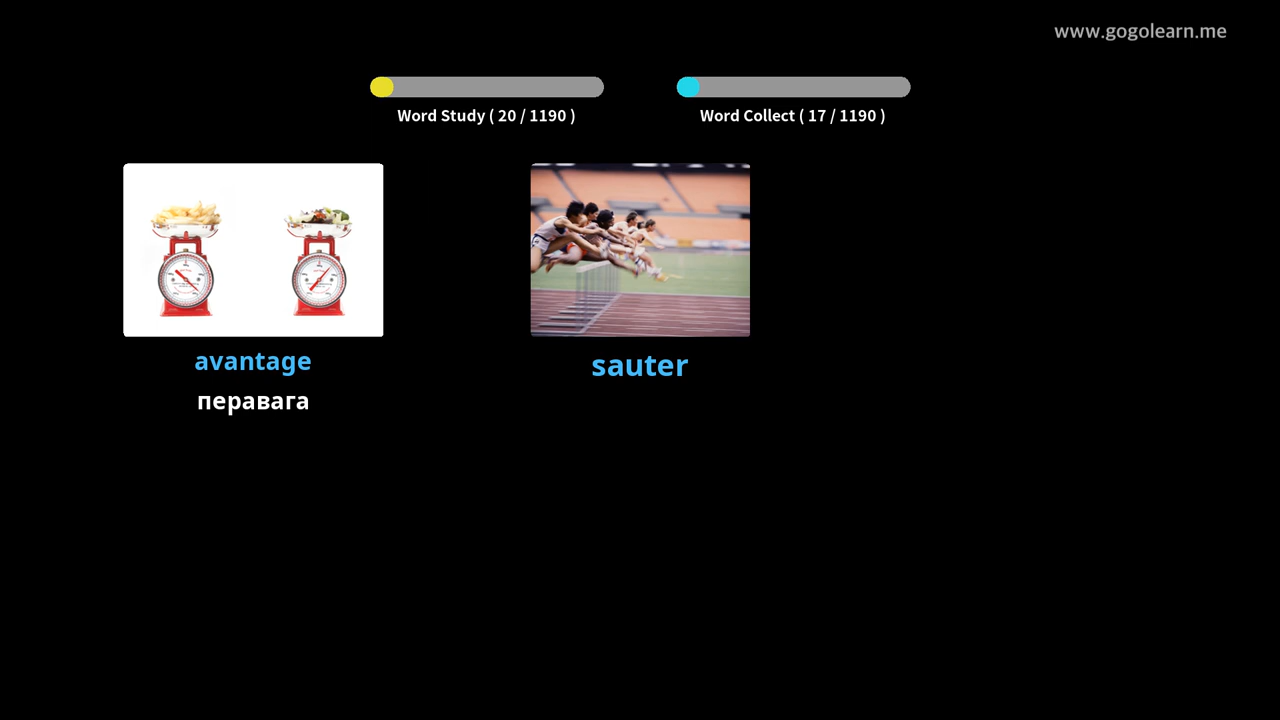 www.gogolearn.me
Word Study ( 20 / 1190 )
Word Collect ( 17 / 1190 )
avantage
перавага
sauter